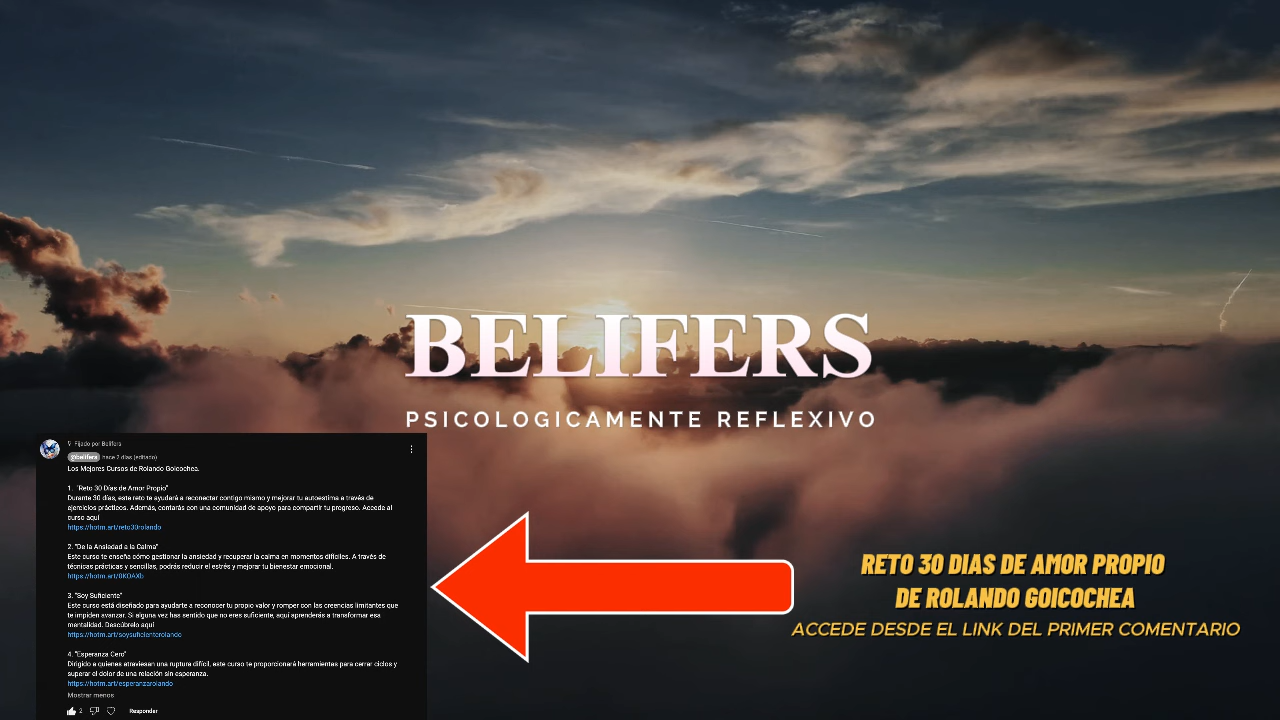 BELIFERS
PSICOLOGICAMENTE REFLEXIVO
Fijado por Belifers
@belifers hace 2 días (editado)
Los Mejores Cursos de Rolando Goicochea.
1. "Reto 30 Días de Amor Propio"
Durante 30 días, este reto te ayudará a reconectar contigo mismo y mejorar tu autoestima a través de
ejercicios prácticos. Además, contarás con una comunidad de apoyo para compartir tu progreso. Accede al
curso aquí
https://hotm.art/reto30rolando
2. "De la Ansiedad a la Calma"
Este curso te enseña cómo gestionar la ansiedad y recuperar la calma en momentos difíciles. A través de
técnicas prácticas y sencillas, podrás reducir el estrés y mejorar tu bienestar emocional.
https://hotm.art/0KOAXb
3. "Soy Suficiente"
Este curso está diseñado para ayudarte a reconocer tu propio valor y romper con las creencias limitantes que
te impiden avanzar. Si alguna vez has sentido que no eres suficiente, aquí aprenderás a transformar esa
mentalidad. Descúbrelo aquí
https://hotm.art/soysuficienterolando
4. "Esperanza Cero"
Dirigido a quienes atraviesan una ruptura difícil, este curso te proporcionará herramientas para cerrar ciclos y
superar el dolor de una relación sin esperanza.
https://hotm.art/esperanzarolando
Mostrar menos
2 Responder
RETO 30 DIAS DE AMOR PROPIO
DE ROLANDO GOICOCHEA
ACCEDE DESDE EL LINK DEL PRIMER COMENTARIO